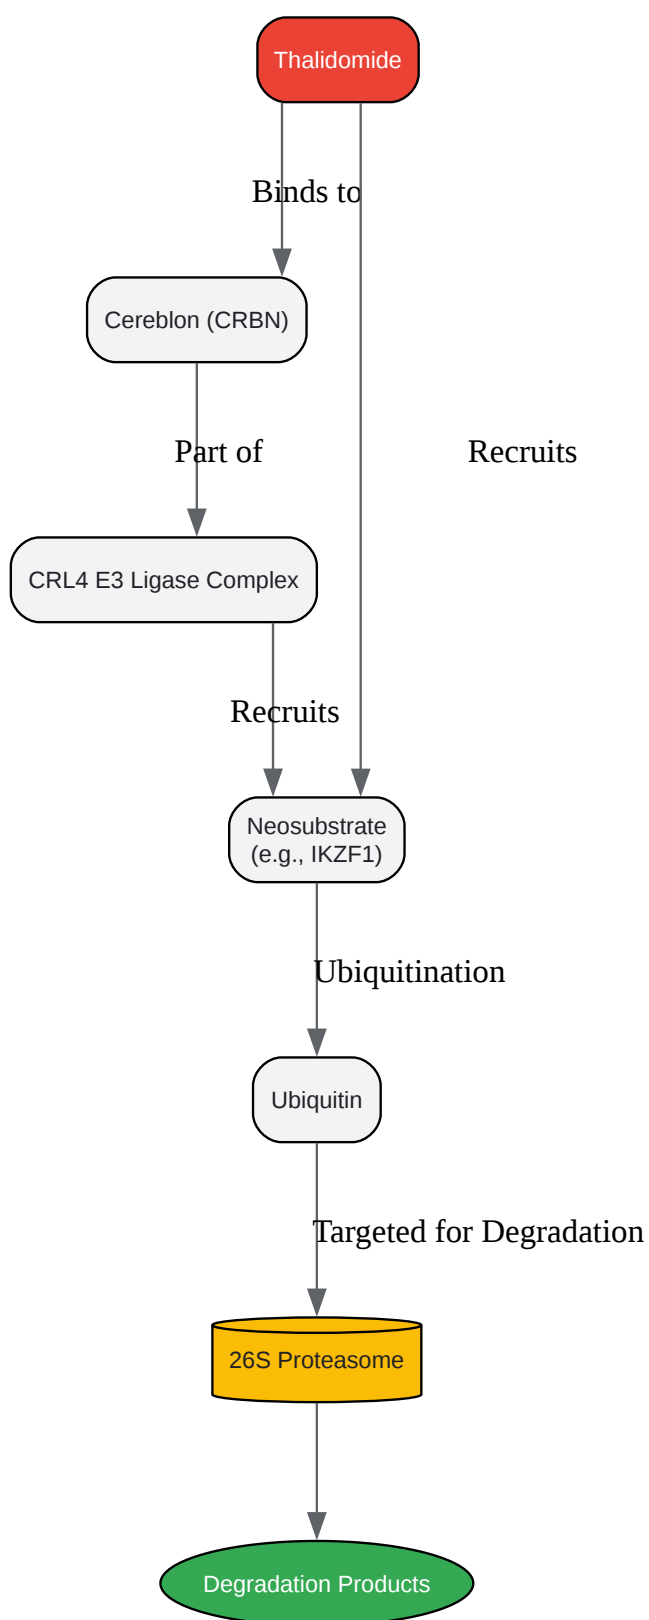 Thalidomide
Binds to
Cereblon (CRBN)
Part of
Recruits
CRL4 E3 Ligase Complex
Recruits
Neosubstrate
(e.g., IKZF1)
Ubiquitination
Ubiquitin
Targeted for Degradation
26S Proteasome
Degradation Products